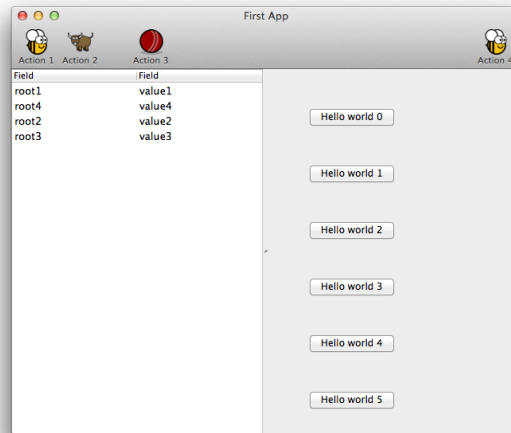 First App
Action 1 Action 2 Action 3 Action 4
Field Field
root1 value1
root4 value4
root2 value2
root3 value3
Hello world 0
Hello world 1
Hello world 2
Hello world 3
Hello world 4
Hello world 5